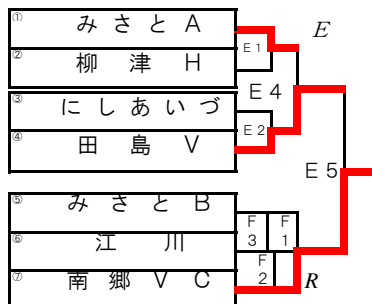 ① みさとA
E
E1
② 柳津H
E4
③ にしあいづ
E2
④ 田島V
E5
⑤ みさとB
F3 F1
⑥ 江川
F2
⑦ 南郷VC
R